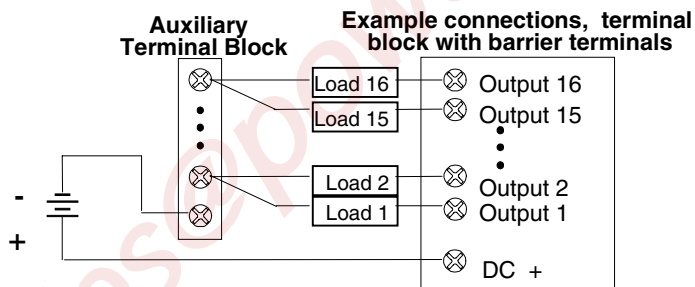 Auxiliary
Terminal Block
Example connections, terminal
block with barrier terminals
Load 16
Output 16
Load 15
Output 15
Load 2
Output 2
Load 1
Output 1
-
+
DC +